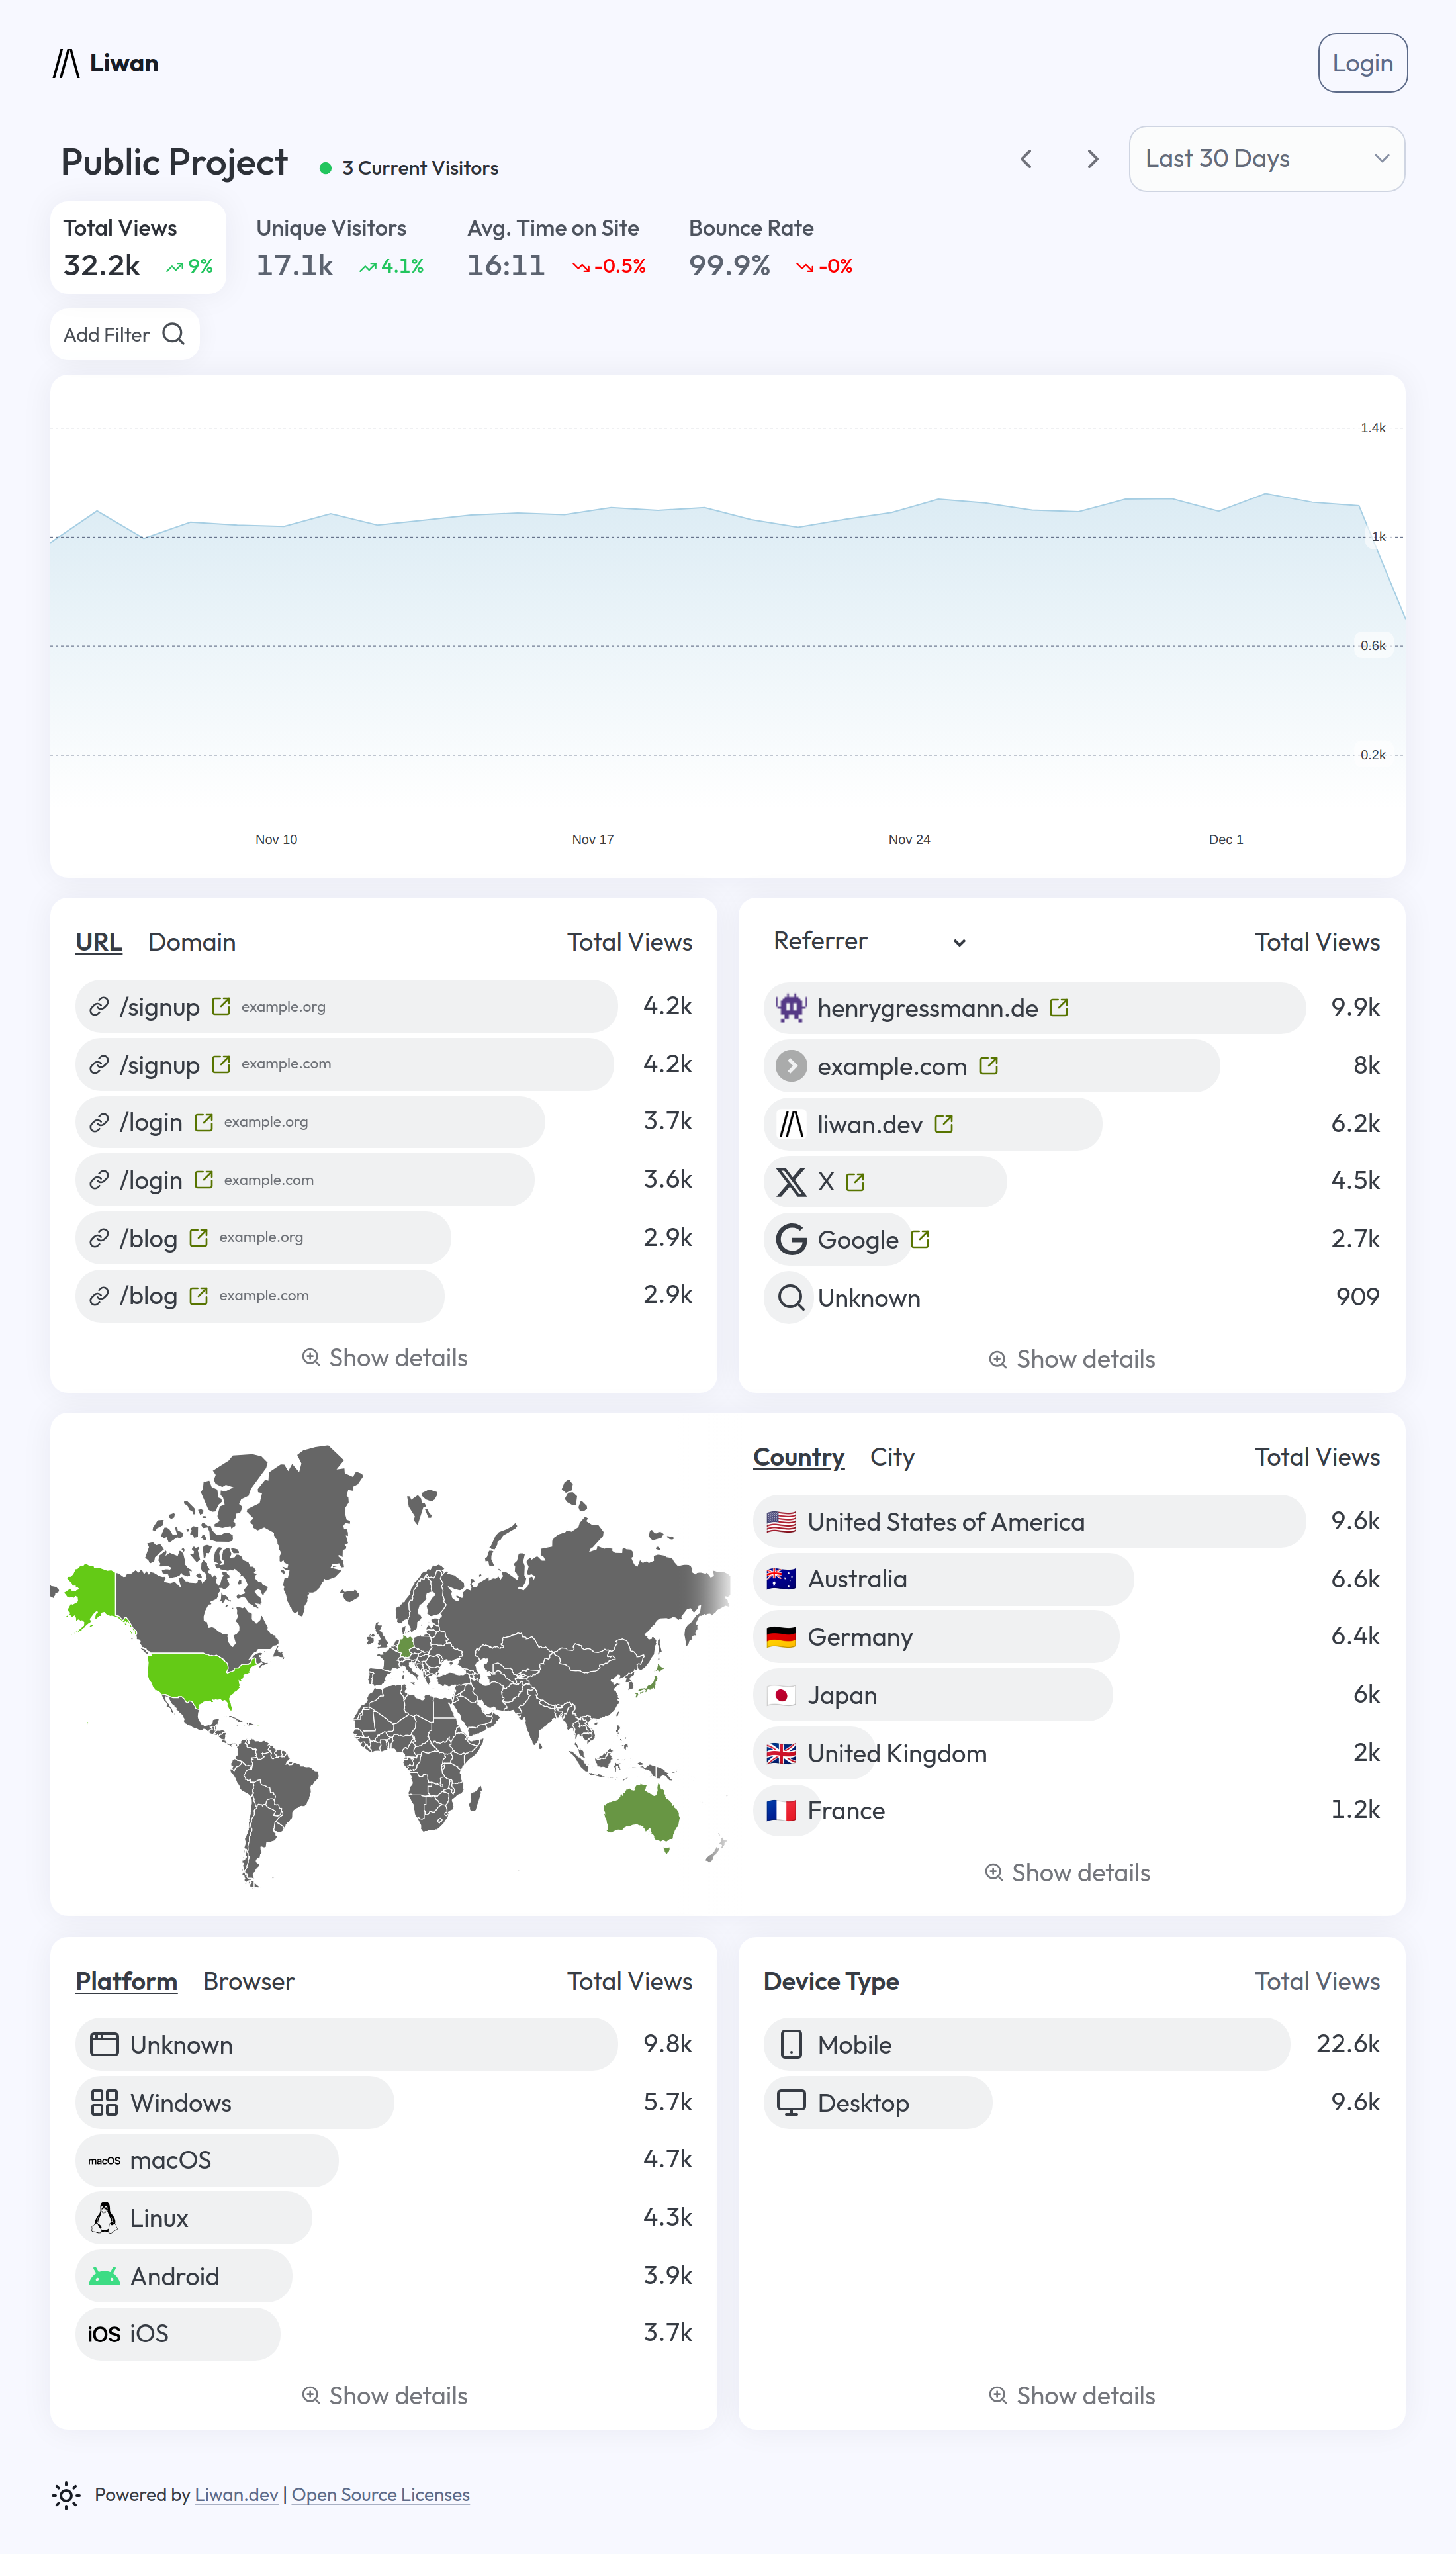 Liwan
Login
Public Project
3 Current Visitors
Last 30 Days
Total Views
32.2k 9%
Unique Visitors
17.1k 4.1%
Avg. Time on Site
16:11 -0.5%
Bounce Rate
99.9% -0%
Add Filter
1.4k
1k
0.6k
0.2k
Nov 10 Nov 17 Nov 24 Dec 1
URL Domain Total Views
/signup example.org 4.2k
/signup example.com 4.2k
/login example.org 3.7k
/login example.com 3.6k
/blog example.org 2.9k
/blog example.com 2.9k
Show details
Referrer Total Views
henrygressmann.de 9.9k
example.com 8k
liwan.dev 6.2k
X 4.5k
Google 2.7k
Unknown 909
Show details
Country City Total Views
United States of America 9.6k
Australia 6.6k
Germany 6.4k
Japan 6k
United Kingdom 2k
France 1.2k
Show details
Platform Browser Total Views
Unknown 9.8k
Windows 5.7k
macOS macOS 4.7k
Linux 4.3k
Android 3.9k
iOS iOS 3.7k
Show details
Device Type Total Views
Mobile 22.6k
Desktop 9.6k
Show details
Powered by Liwan.dev | Open Source Licenses